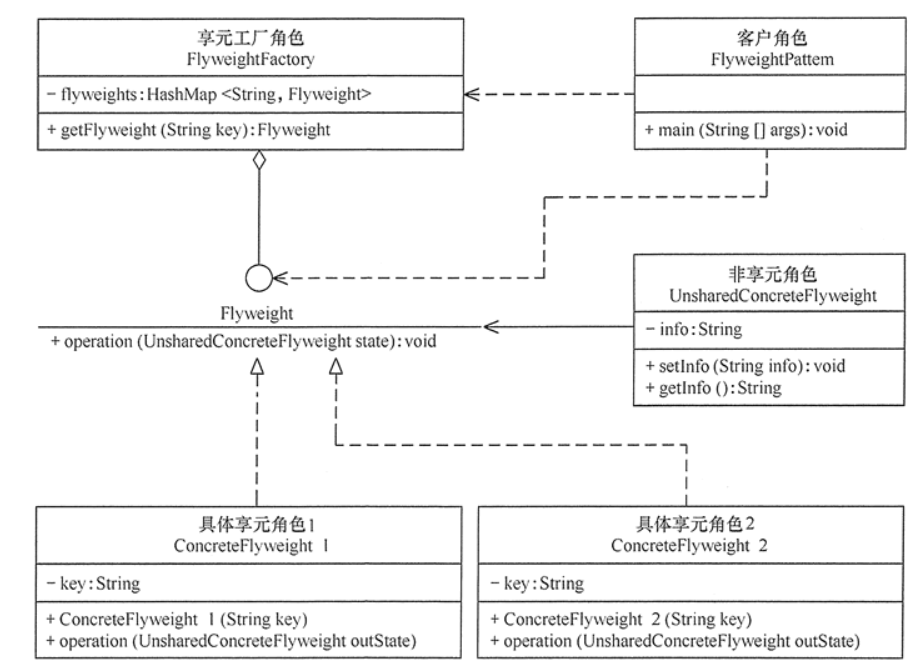 享元工厂角色
FlyweightFactory
- flyweights:HashMap <String, Flyweight>
+ getFlyweight (String key):Flyweight
客户角色
FlyweightPattem
+ main (String [] args):void
Flyweight
+ operation (UnsharedConcreteFlyweight state):void
非享元角色
UnsharedConcreteFlyweight
- info:String
+ setInfo (String info):void
+ getInfo ():String
具体享元角色1
ConcreteFlyweight 1
- key:String
+ ConcreteFlyweight 1 (String key)
+ operation (UnsharedConcreteFlyweight outState)
具体享元角色2
ConcreteFlyweight 2
- key:String
+ ConcreteFlyweight 2 (String key)
+ operation (UnsharedConcreteFlyweight outState)